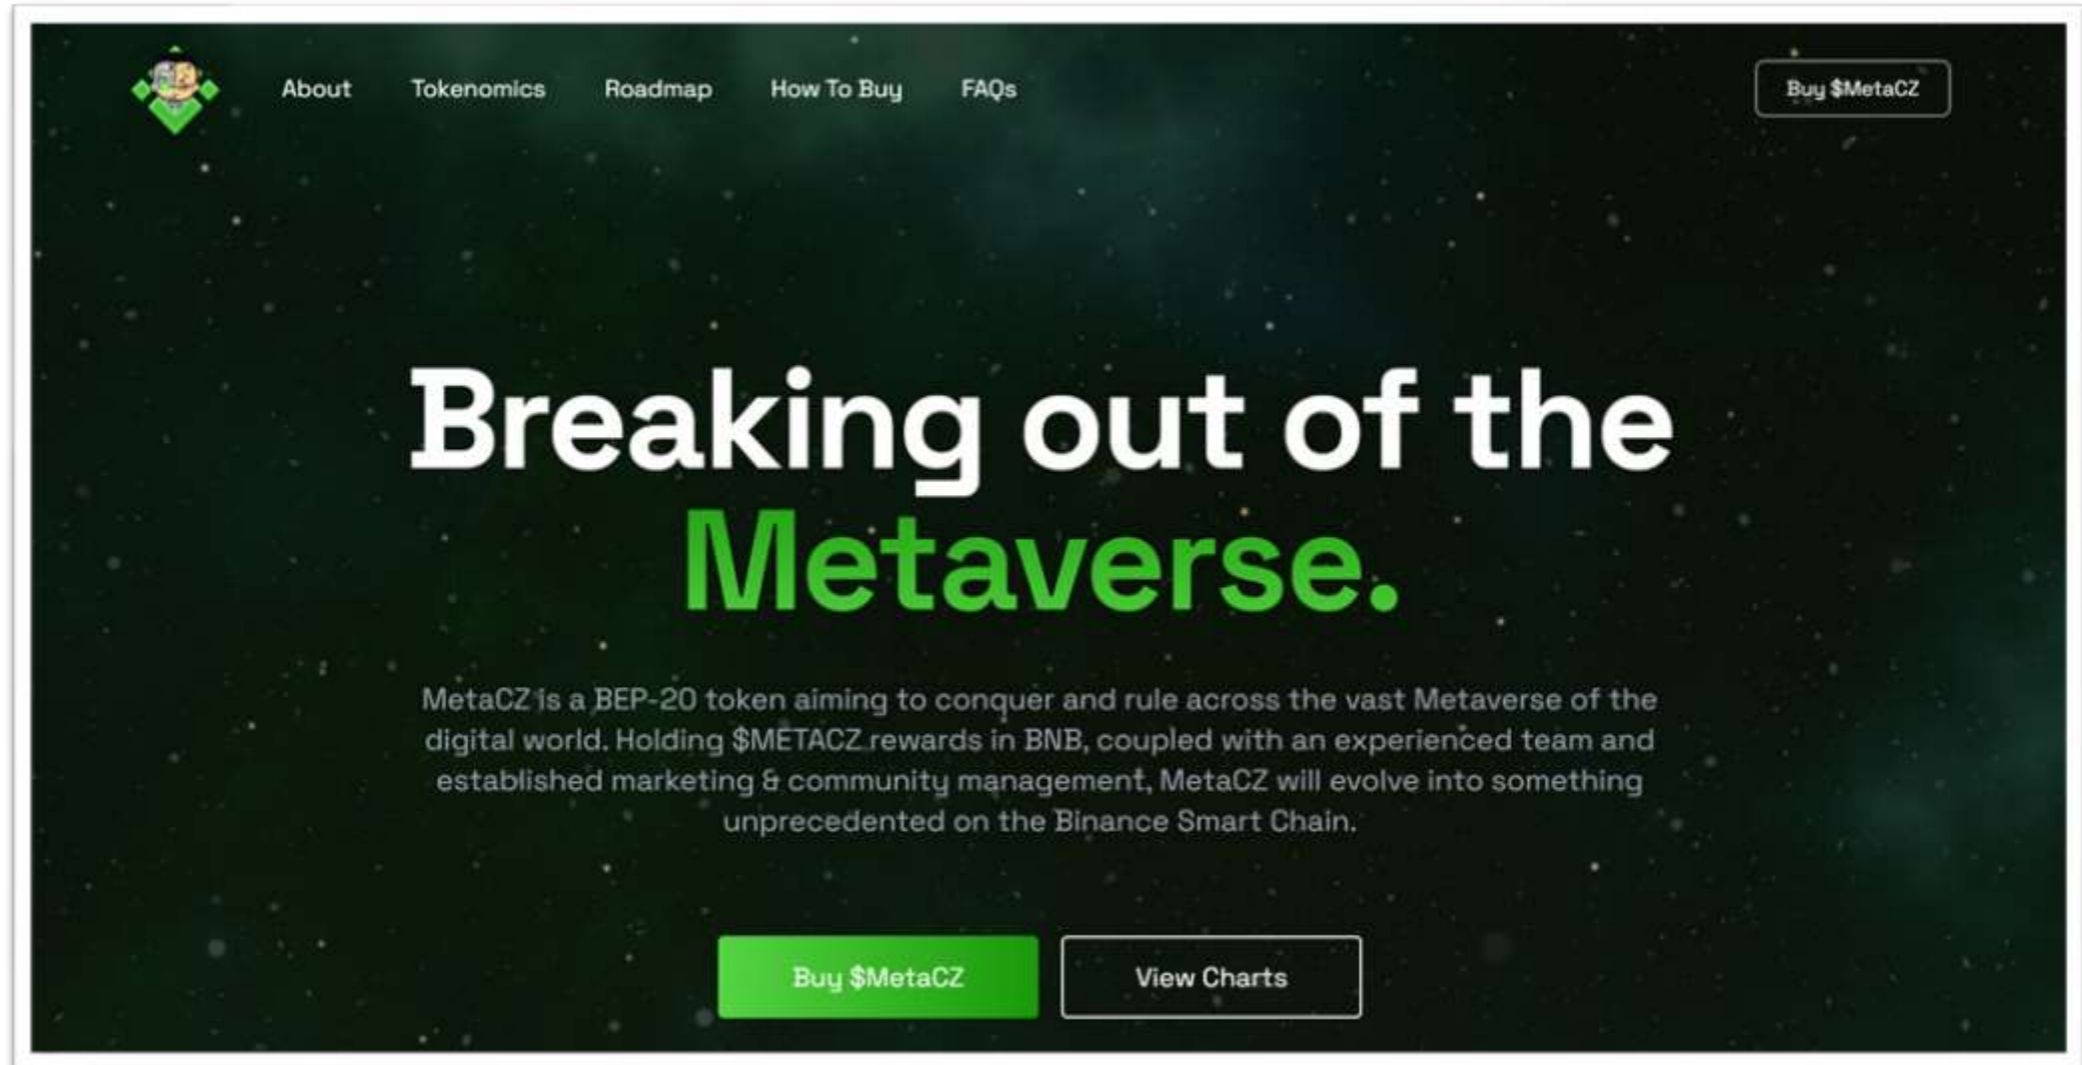 About
Tokenomics
Roadmap
How To Buy
FAQs
Buy $MetaCZ
Breaking out of the
Metaverse.
MetaCZ is a BEP-20 token aiming to conquer and rule across the vast Metaverse of the
digital world. Holding $METACZ rewards in BNB, coupled with an experienced team and
established marketing & community management, MetaCZ will evolve into something
unprecedented on the Binance Smart Chain.
Buy $MetaCZ
View Charts